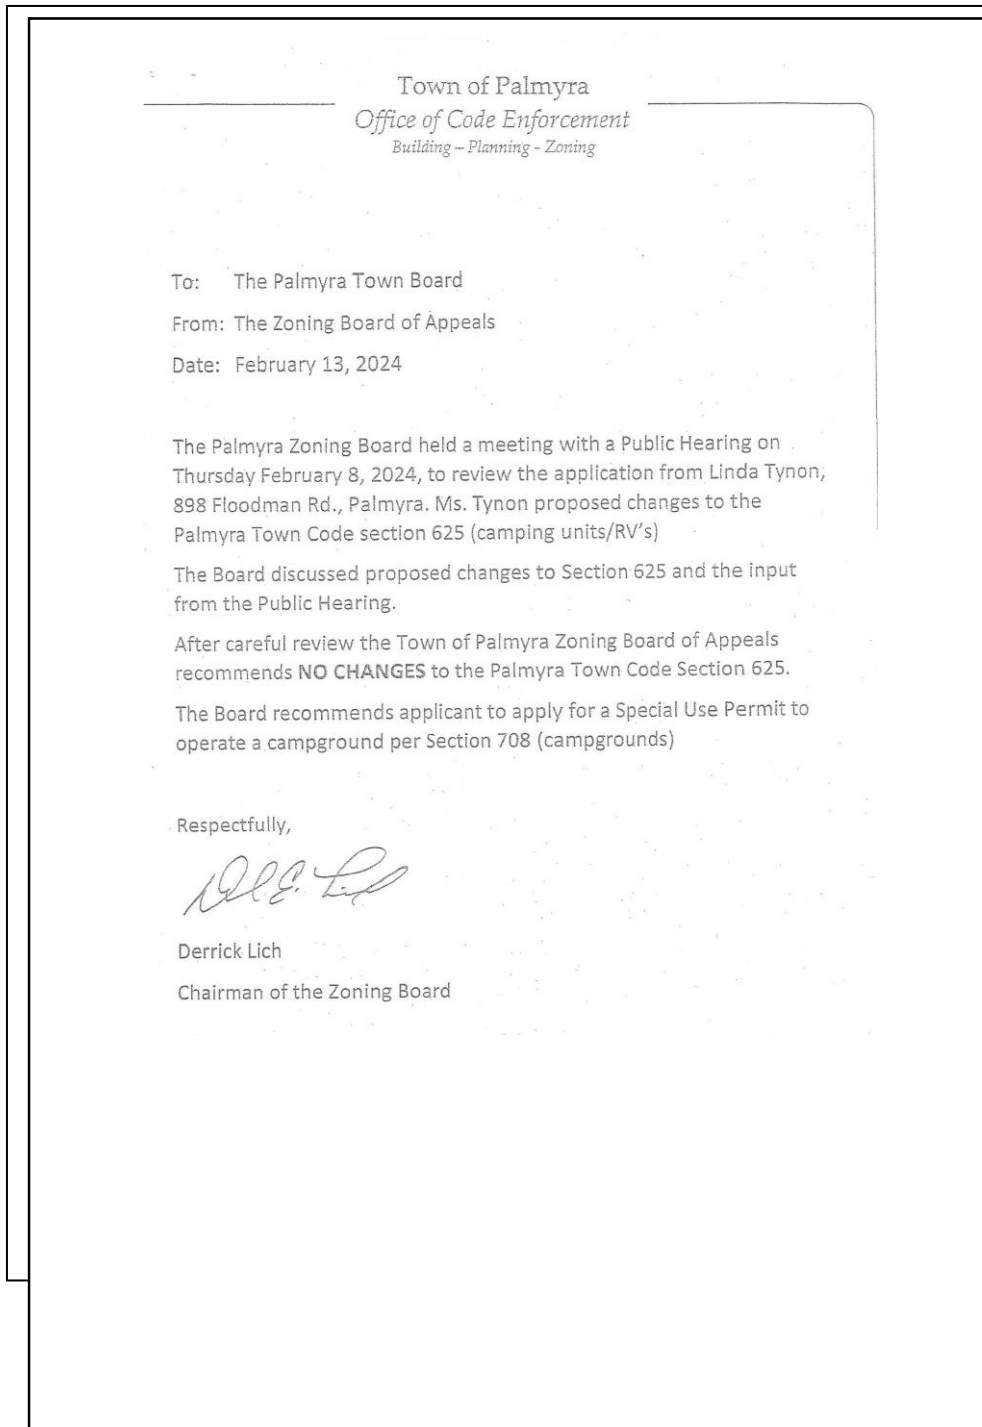 Town of Palmyra
Office of Code Enforcement
Building – Planning - Zoning
To: The Palmyra Town Board
From: The Zoning Board of Appeals
Date: February 13, 2024
The Palmyra Zoning Board held a meeting with a Public Hearing on
Thursday February 8, 2024, to review the application from Linda Tynon,
898 Floodman Rd., Palmyra. Ms. Tynon proposed changes to the
Palmyra Town Code section 625 (camping units/RV's)
The Board discussed proposed changes to Section 625 and the input
from the Public Hearing.
After careful review the Town of Palmyra Zoning Board of Appeals
recommends NO CHANGES to the Palmyra Town Code Section 625.
The Board recommends applicant to apply for a Special Use Permit to
operate a campground per Section 708 (campgrounds)
Respectfully,
Derrick Lich
Chairman of the Zoning Board